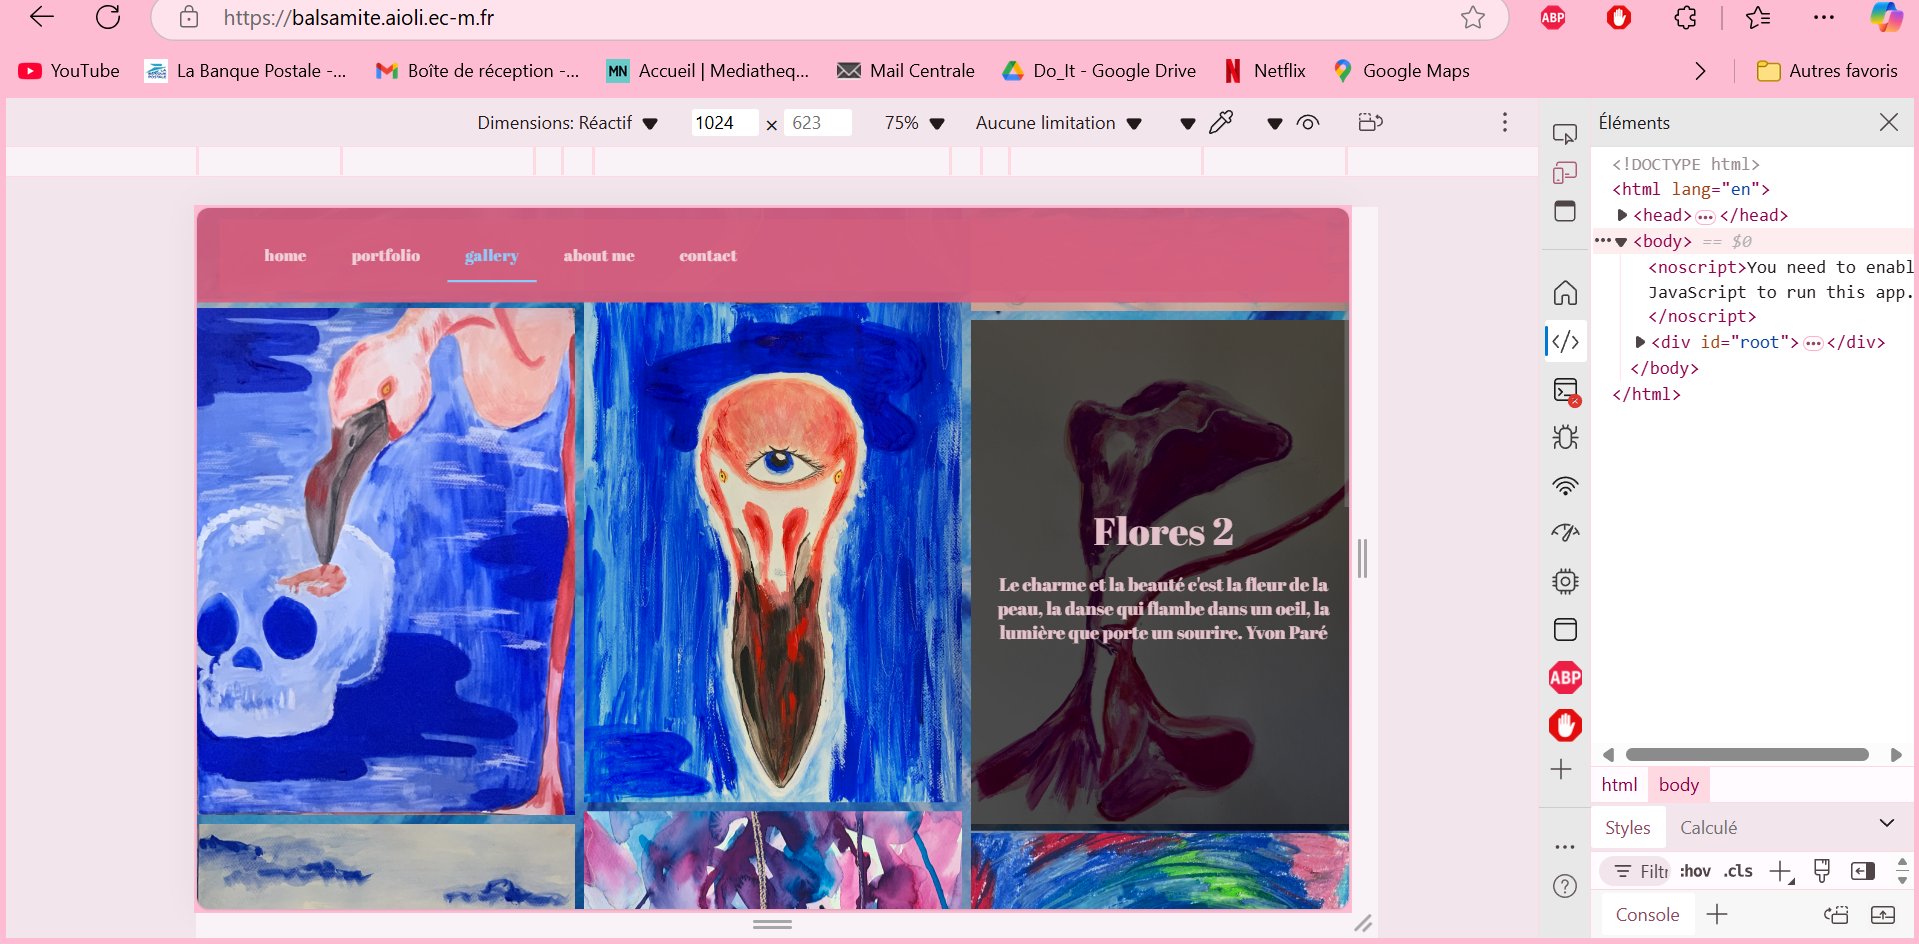 https://balsamite.aioli.ec-m.fr
ABP
YouTube
La Banque Postale -...
Boîte de réception -...
MN
Accueil | Mediatheq...
Mail Centrale
Do_It - Google Drive
Netflix
Google Maps
Autres favoris
Dimensions: Réactif
1024 × 623
75%
Aucune limitation
home
portfolio
gallery
about me
contact
Flores 2
Le charme et la beauté c'est la fleur de la
peau, la danse qui flambe dans un oeil, la
lumière que porte un sourire. Yvon Paré
ABP
Éléments
<!DOCTYPE html>
<html lang="en">
<head> ••• </head>
••• <body> == $0
<noscript>You need to enabl
JavaScript to run this app.
</noscript>
<div id="root"> ••• </div>
</body>
</html>
html
body
Styles
Calculé
Filtr
:hov
.cls
Console